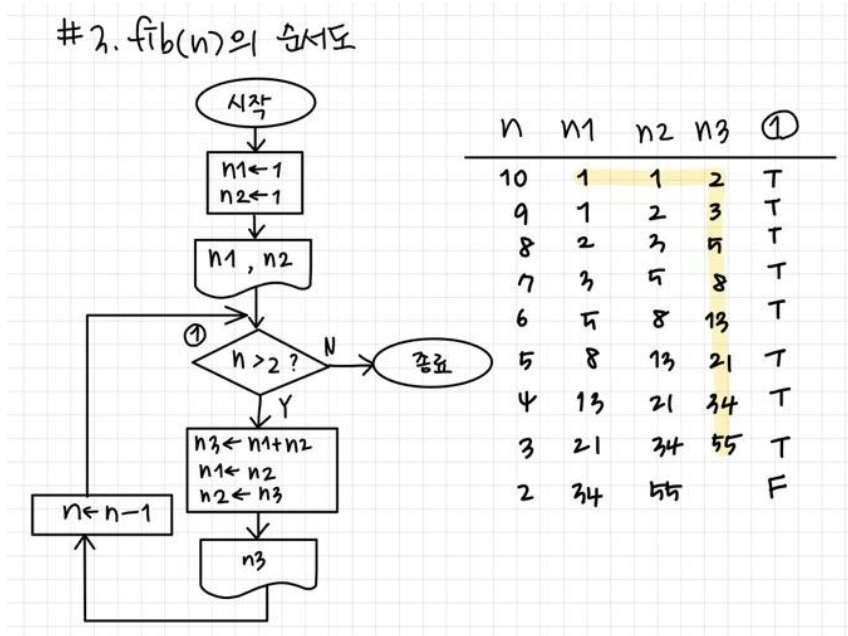 #3. fib(n)의 순서도
시작
n1←1
n2←1
n1, n2
①
n>2?
N
종료
Y
n3←n1+n2
n1←n2
n2←n3
n←n-1
n3
n n1 n2 n3 ①
10 1 1 2 T
9 1 2 3 T
8 2 3 5 T
7 3 5 8 T
6 5 8 13 T
5 8 13 21 T
4 13 21 34 T
3 21 34 55 T
2 34 55 F